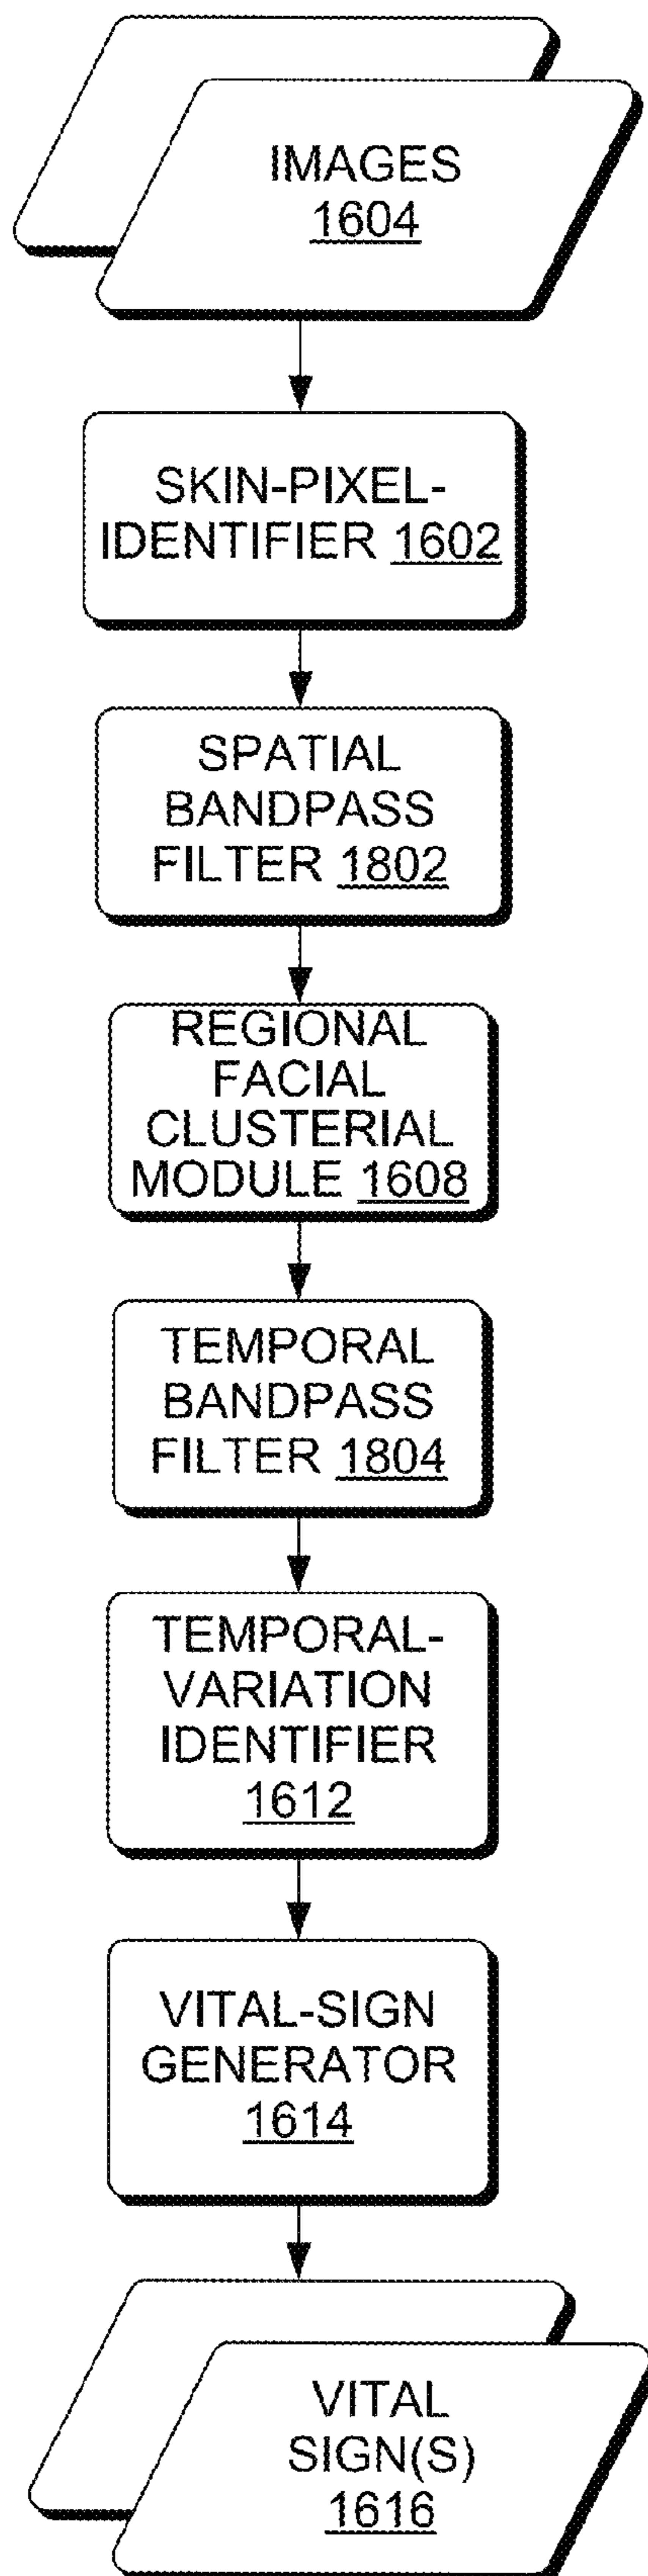 IMAGES
1604
SKIN-PIXEL-
IDENTIFIER 1602
SPATIAL
BANDPASS
FILTER 1802
REGIONAL
FACIAL
CLUSTERIAL
MODULE 1608
TEMPORAL
BANDPASS
FILTER 1804
TEMPORAL-
VARIATION
IDENTIFIER
1612
VITAL-SIGN
GENERATOR
1614
VITAL
SIGN(S)
1616